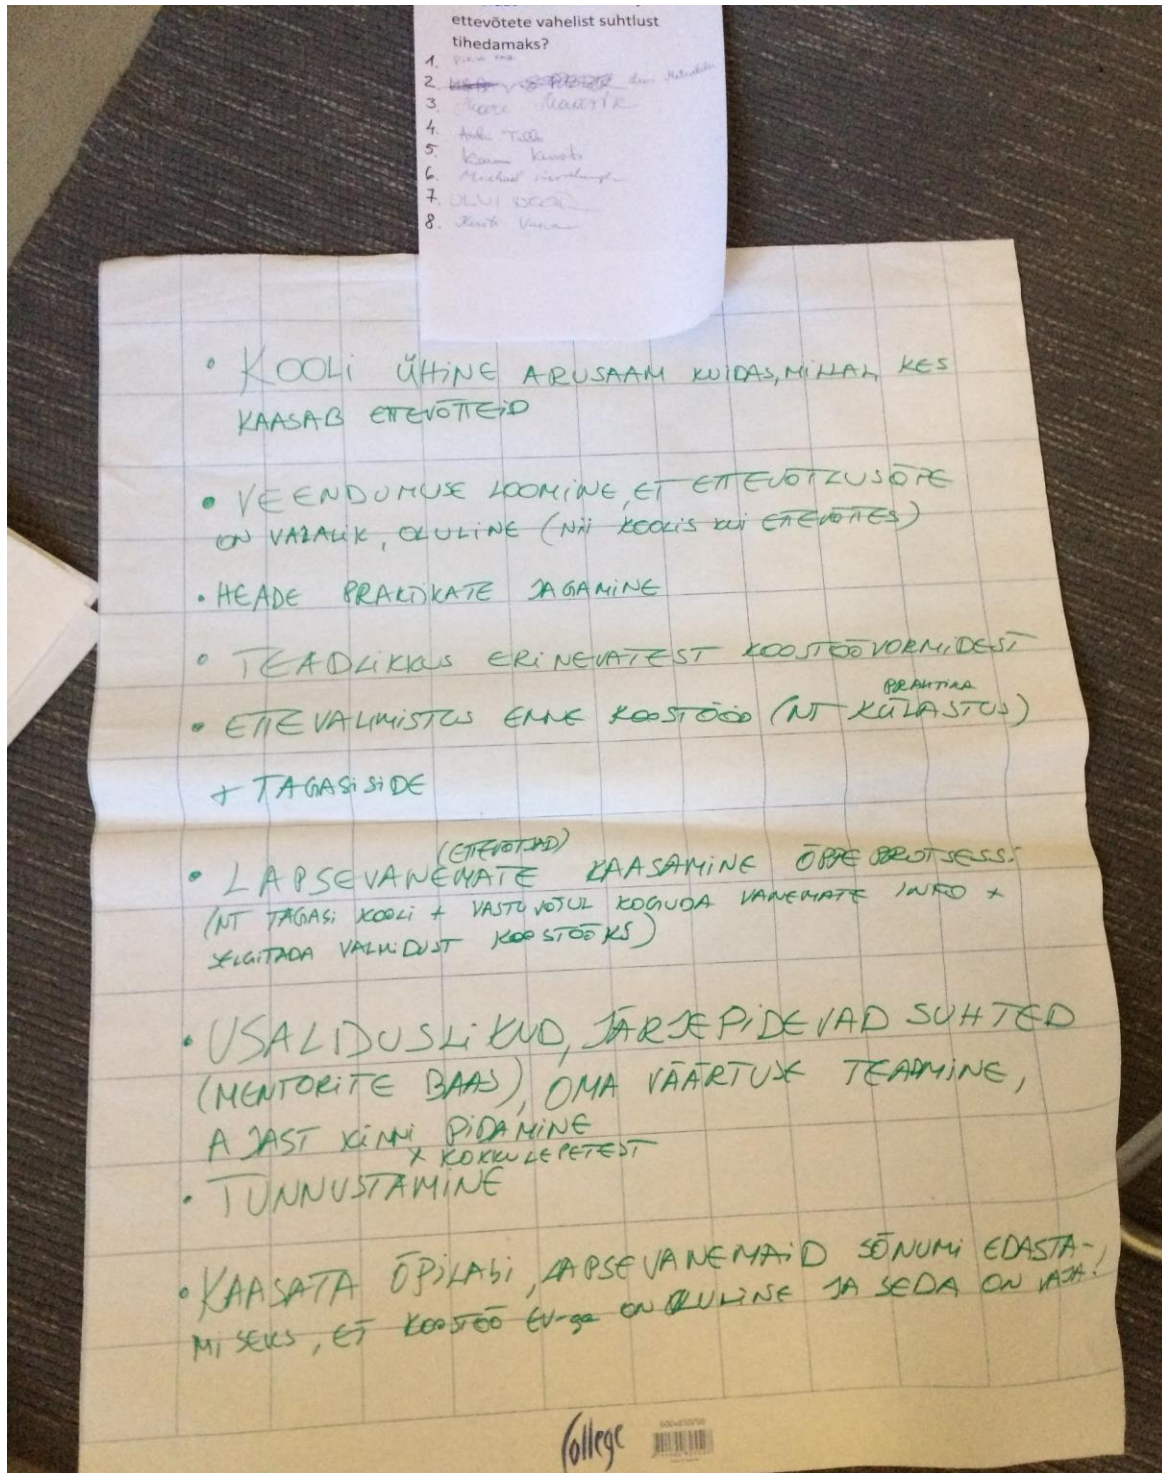 ettevõtete vahelist suhtlust
tihedamaks?
1.
2.
3. Maarik
4. Tills
5.
6. Michael
7. ÜLVI
8.
• KOOLI ÜHINE ARUSAAM KUIDAS, MILLAL, KES
KAASAB ETTEVÕTTEID
• VEENDUMUSE LOOMINE, ET ETTEVÕTLUSÕPE
ON VAJALIK, OLULINE (NII KOOLIS KUI ETTEVÕTTES)
• HEADE PRAKTIKATE JAGAMINE
• TEADLIKKUS ERINEVATEST KOOSTÖÖVORMIDEST
PRAKTIKA
• ETTEVALMISTUS ENNE KOOSTÖÖD (NT KÜLASTUS)
+ TAGASISIDE
(ETTEVÕTJAD)
• LAPSEVANEMATE KAASAMINE ÕPPEPROTSESSI
(NT TAGASI KOOLI + VASTUVÕTUL KOGUDA VANEMATE INFO +
SELGITADA VALMIDUST KOOSTÖÖKS)
• USALDUSLIKUD, JÄRJEPIDEVAD SUHTED
(MENTORITE BAAS), OMA VÄÄRTUSE TEADMINE,
AJAST KINNI PIDAMINE
+ KOKKULEPETEST
• TUNNUSTAMINE
• KAASATA ÕPILASI, LAPSEVANEMAID SÕNUMI EDASTA-
MISEKS, ET KOOSTÖÖ EV-ga ON OLULINE JA SEDA ON VAJA!
College